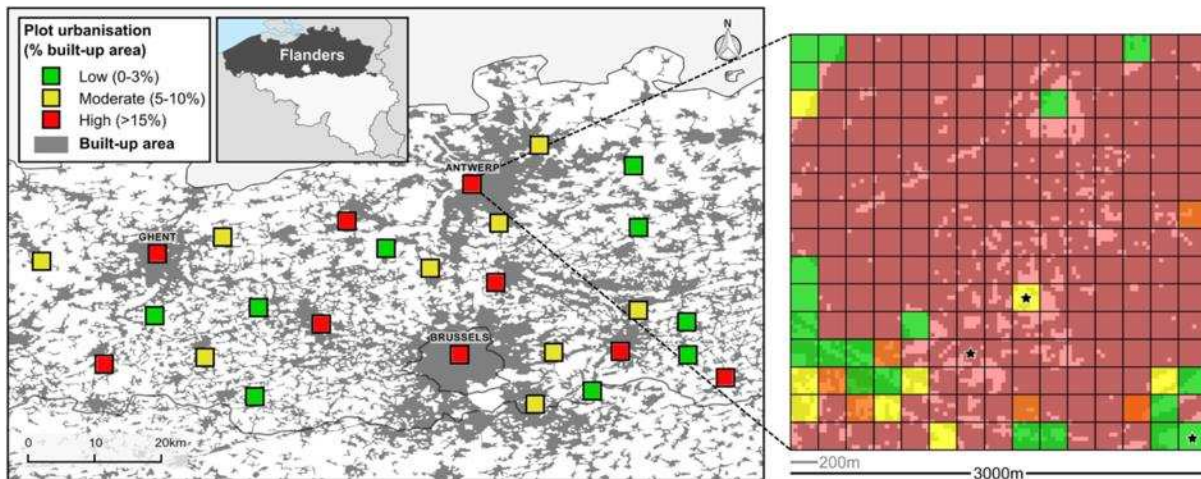 Plot urbanisation
(% built-up area)
Low (0-3%)
Moderate (5-10%)
High (>15%)
Built-up area
Flanders
N
ANTWERP
GHENT
BRUSSELS
0 10 20km
200m
3000m